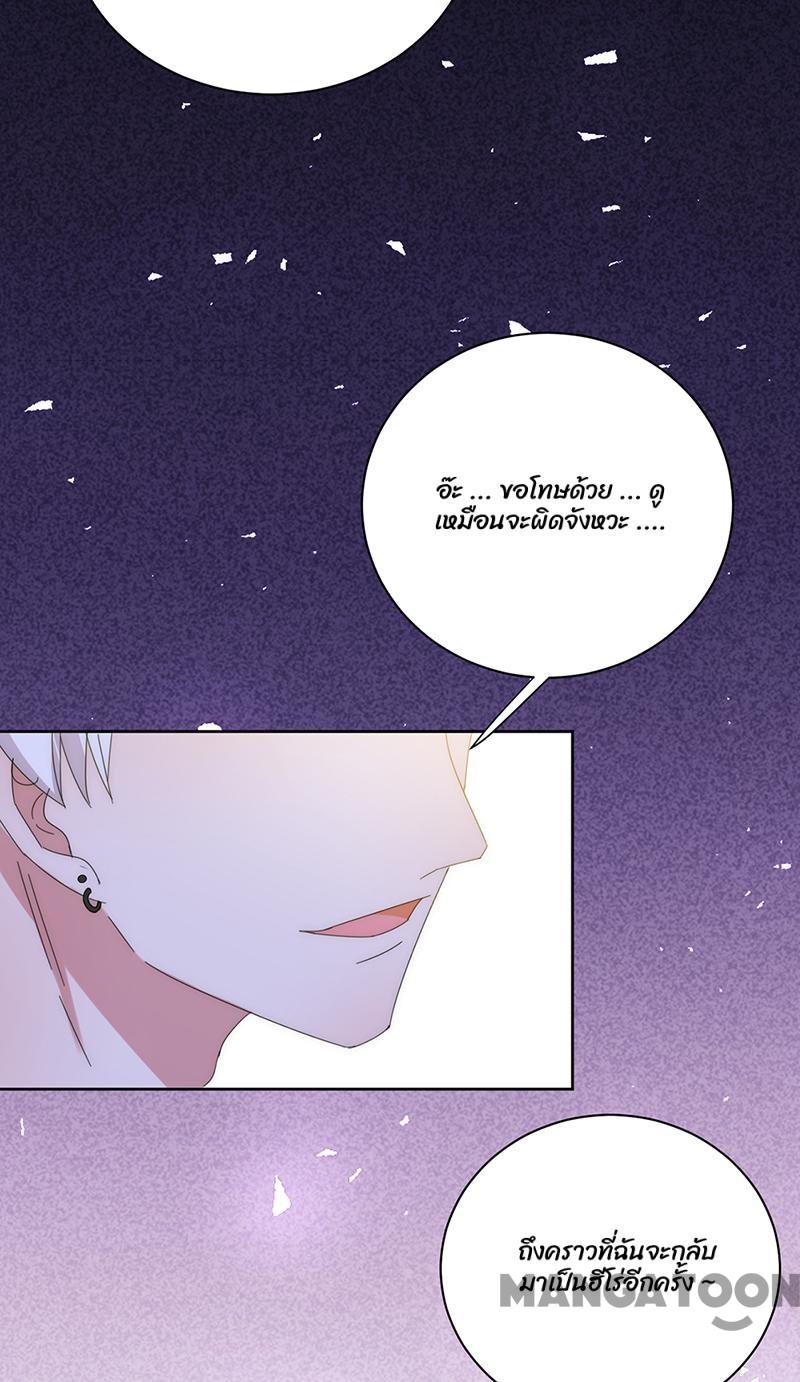 อ๊ะ ... ขอโทษด้วย ... ดู
เหมือนจะผิดจังหวะ ....
ถึงคราวที่ฉันจะกลับ
มาเป็นฮีโร่อีกครั้ง ~
MANGATOON